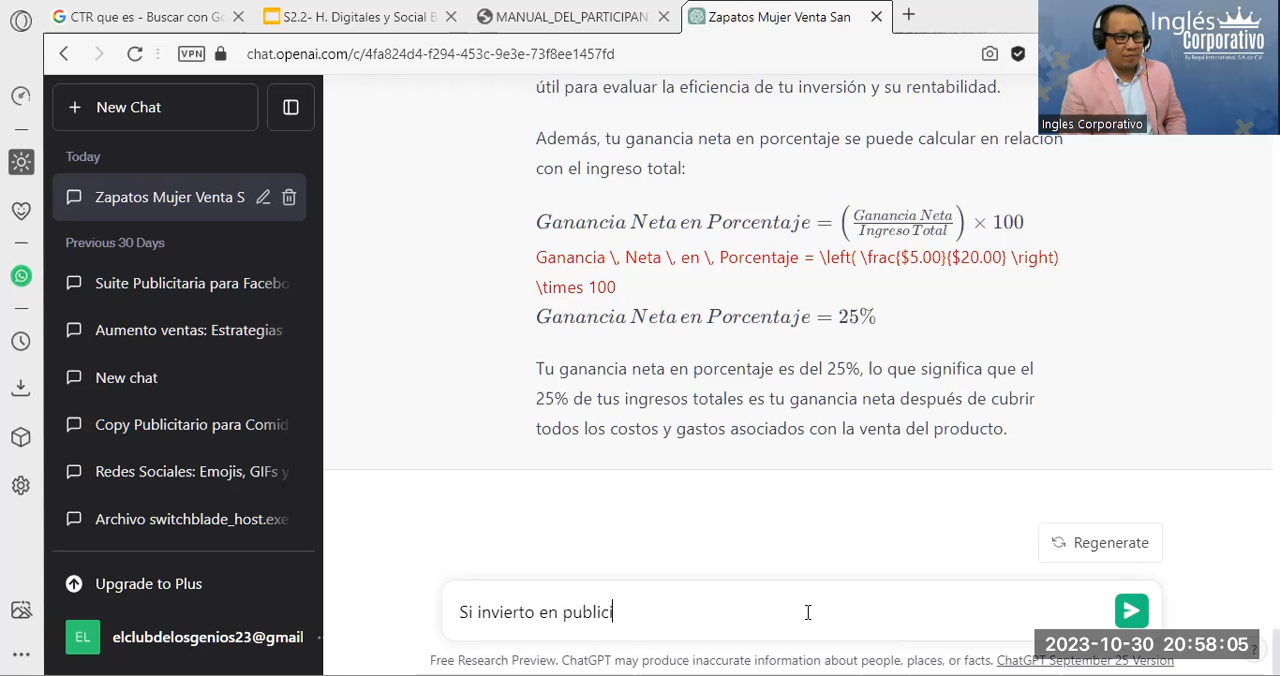 CTR que es - Buscar con Go
S2.2- H. Digitales y Social B
MANUAL_DEL_PARTICIPAN
Zapatos Mujer Venta San
VPN
chat.openai.com/c/4fa824d4-f294-453c-9e3e-73f8ee1457fd
Inglés
Corporativo
Ingles Corporativo
New Chat
Today
Zapatos Mujer Venta S
Previous 30 Days
Suite Publicitaria para Facebo
Aumento ventas: Estrategias
New chat
Copy Publicitario para Comid
Redes Sociales: Emojis, GIFs y
Archivo switchblade_host.exe
Upgrade to Plus
EL
elclubdelosgenios23@gmail
útil para evaluar la eficiencia de tu inversión y su rentabilidad.
Además, tu ganancia neta en porcentaje se puede calcular en relación
con el ingreso total:
Ganancia Neta en Porcentaje = (Ganancia Neta / Ingreso Total) × 100
Ganancia \, Neta \, en \, Porcentaje = \left( \frac{$5.00}{$20.00} \right)
\times 100
Ganancia Neta en Porcentaje = 25%
Tu ganancia neta en porcentaje es del 25%, lo que significa que el
25% de tus ingresos totales es tu ganancia neta después de cubrir
todos los costos y gastos asociados con la venta del producto.
Regenerate
Si invierto en publici
2023-10-30 20:58:05
Free Research Preview. ChatGPT may produce inaccurate information about people, places, or facts. ChatGPT September 25 Version